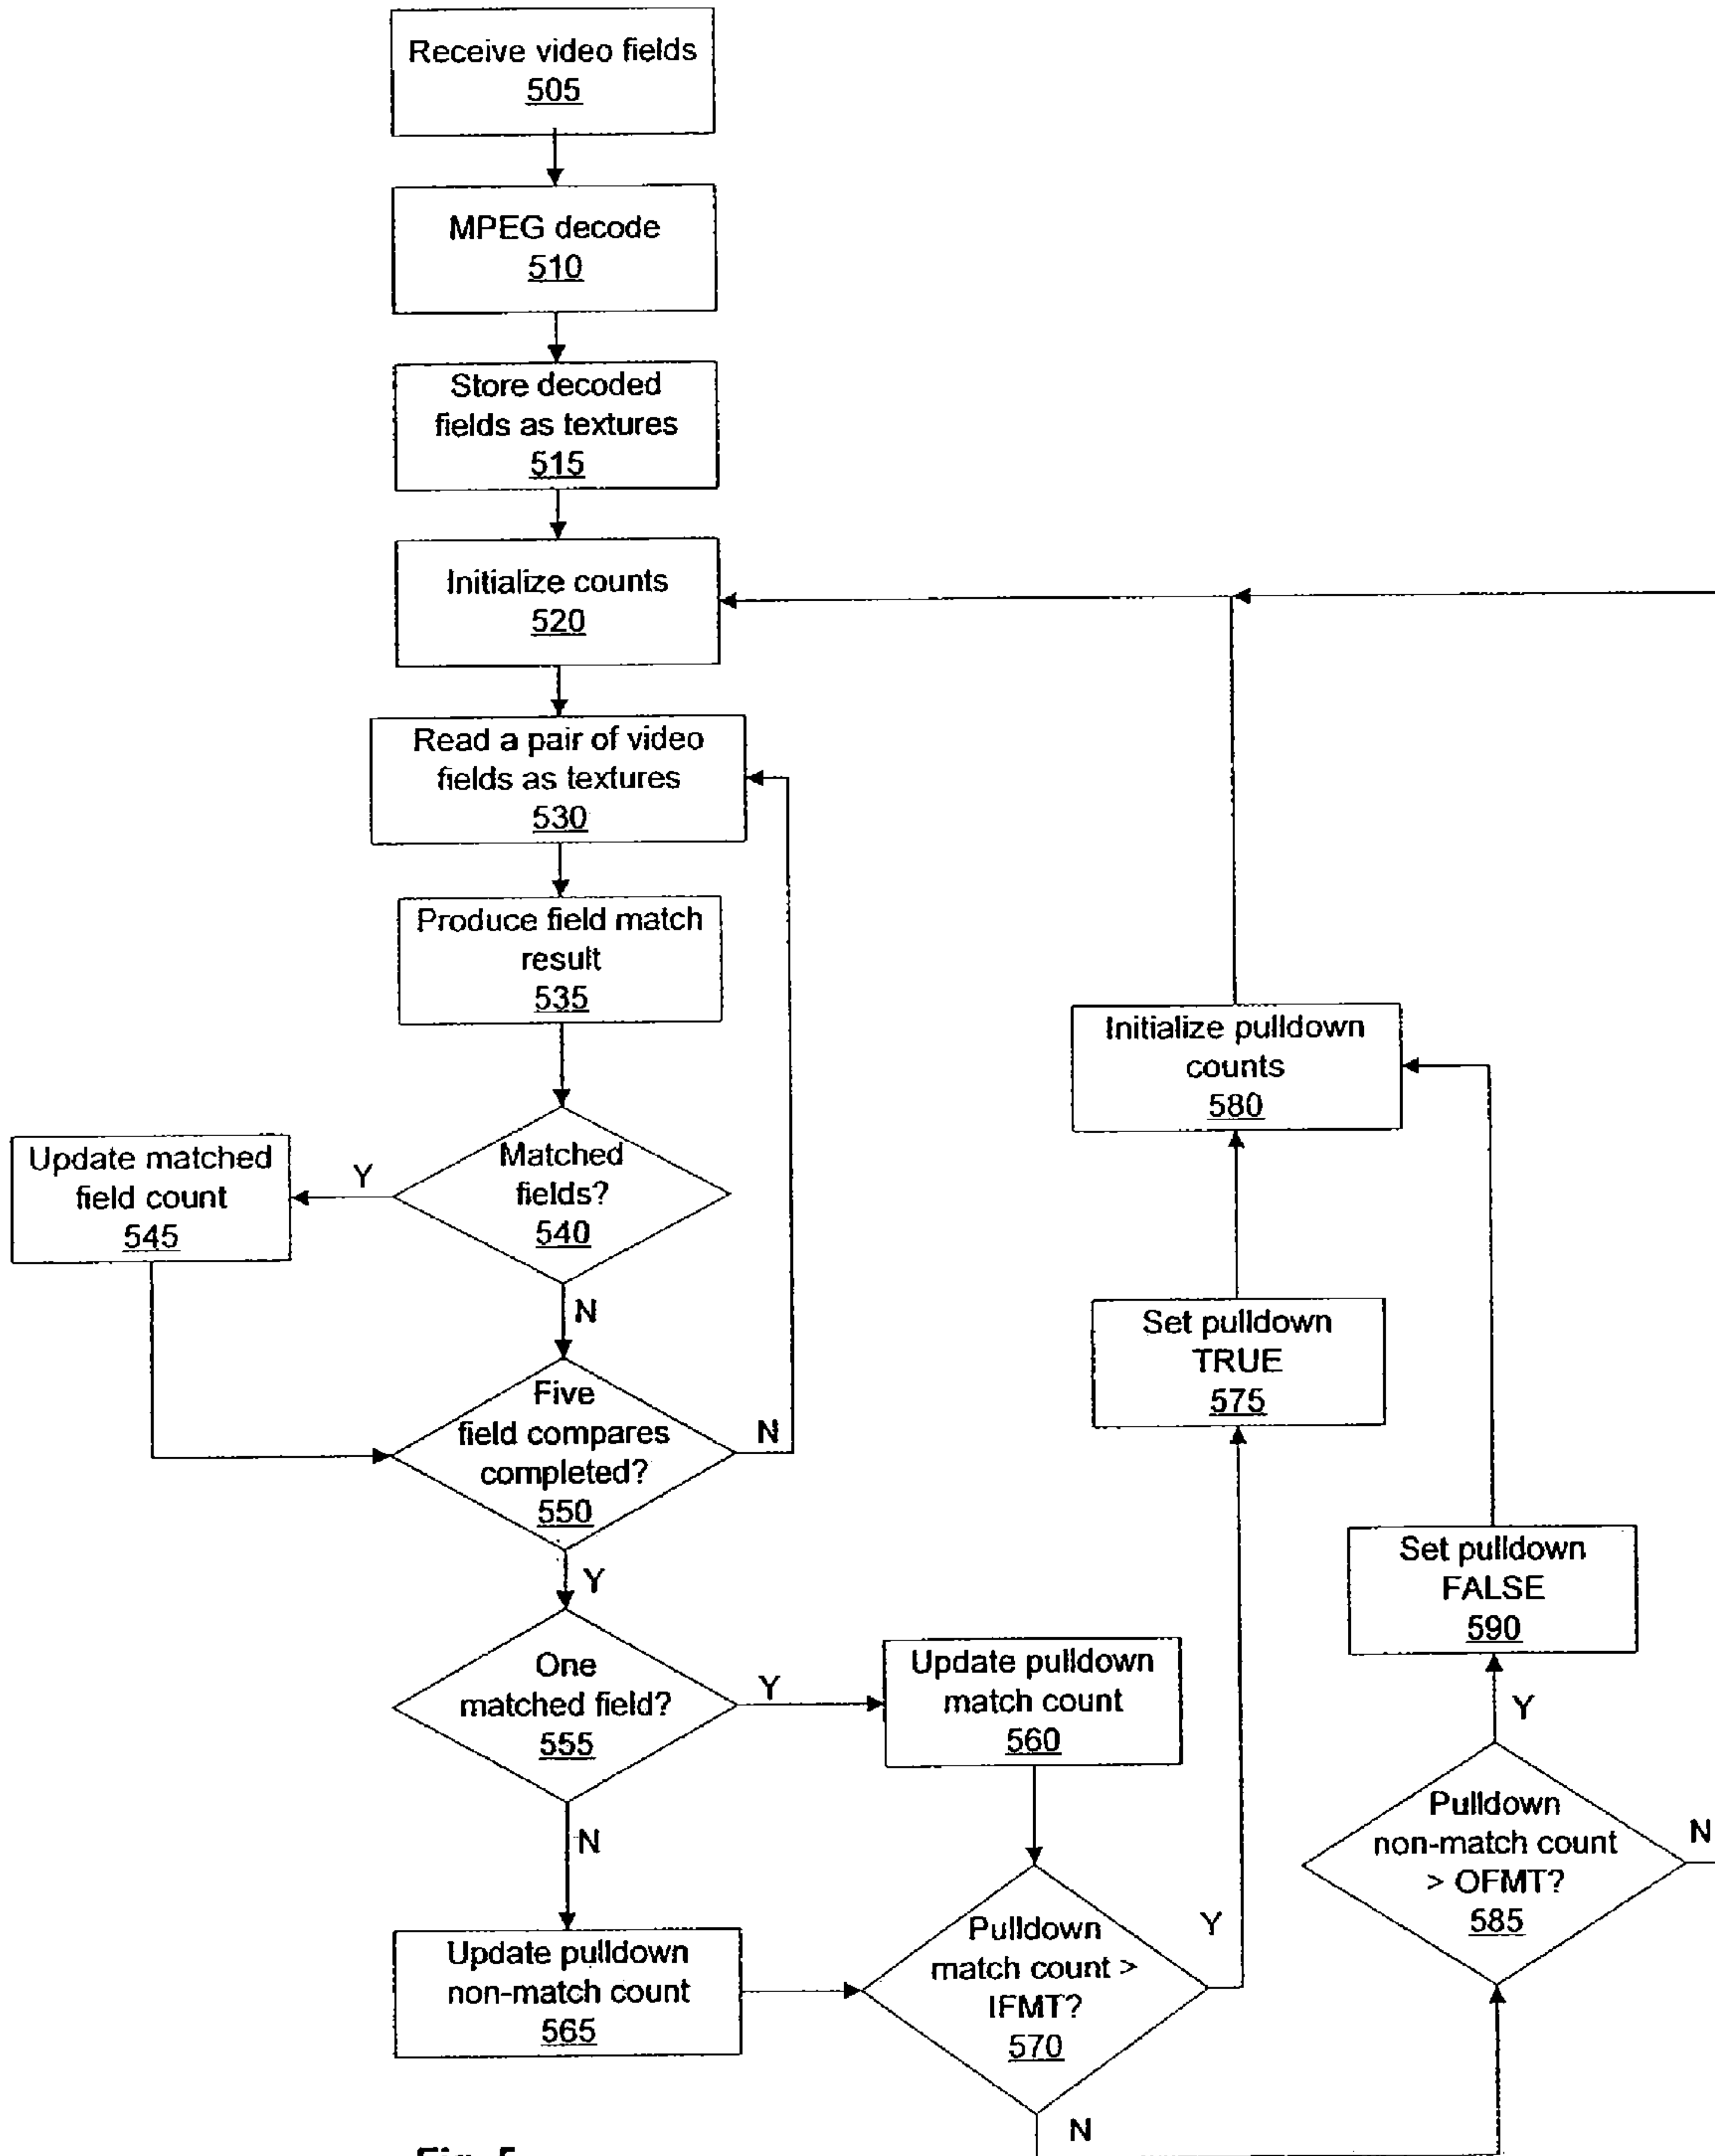 Receive video fields
505
MPEG decode
510
Store decoded
fields as textures
515
Initialize counts
520
Read a pair of video
fields as textures
530
Produce field match
result
535
Matched
fields?
540
Y
N
Update matched
field count
545
Five
field compares
completed?
550
N
Y
One
matched field?
555
Y
N
Update pulldown
match count
560
Update pulldown
non-match count
565
Pulldown
match count >
IFMT?
570
Y
N
Set pulldown
TRUE
575
Initialize pulldown
counts
580
Pulldown
non-match count
> OFMT?
585
Y
N
Set pulldown
FALSE
590
Fig. 5